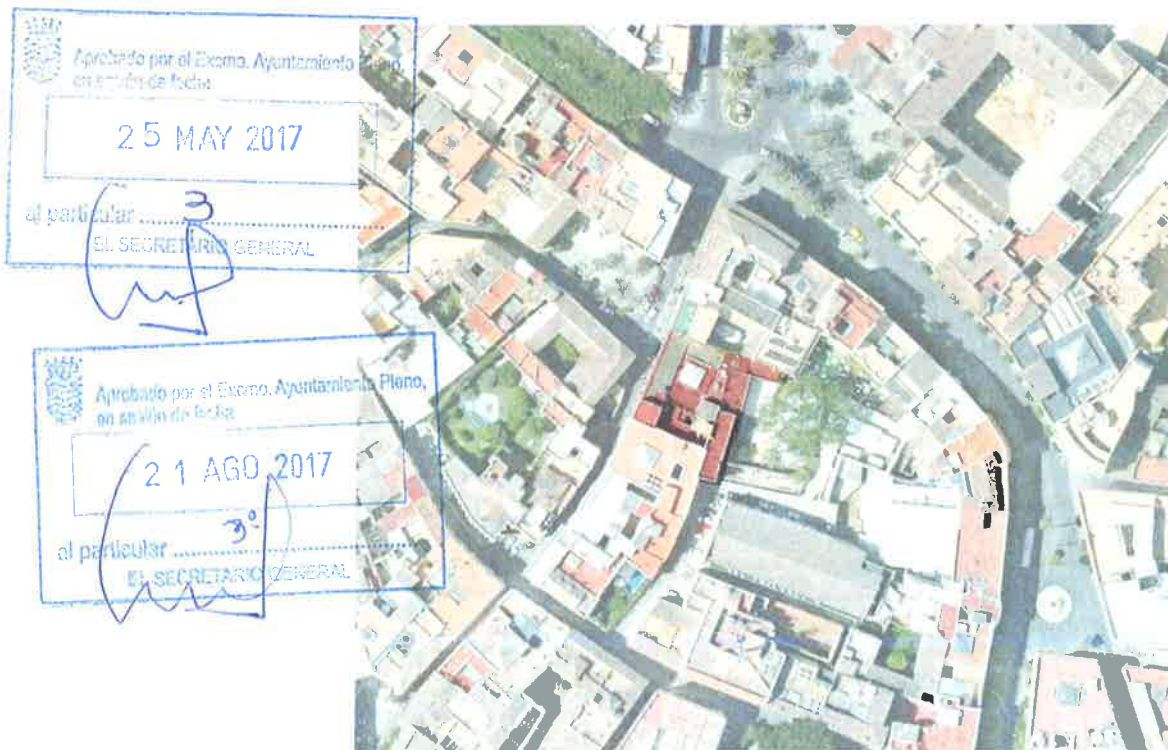 Aprobado por el Excmo. Ayuntamiento Pleno,
en sesión de fecha
25 MAY 2017
al particular ........ 3 ........
EL SECRETARIO GENERAL
Aprobado por el Excmo. Ayuntamiento Pleno,
en sesión de fecha
21 AGO 2017
al particular ........ 3º ........
EL SECRETARIO GENERAL